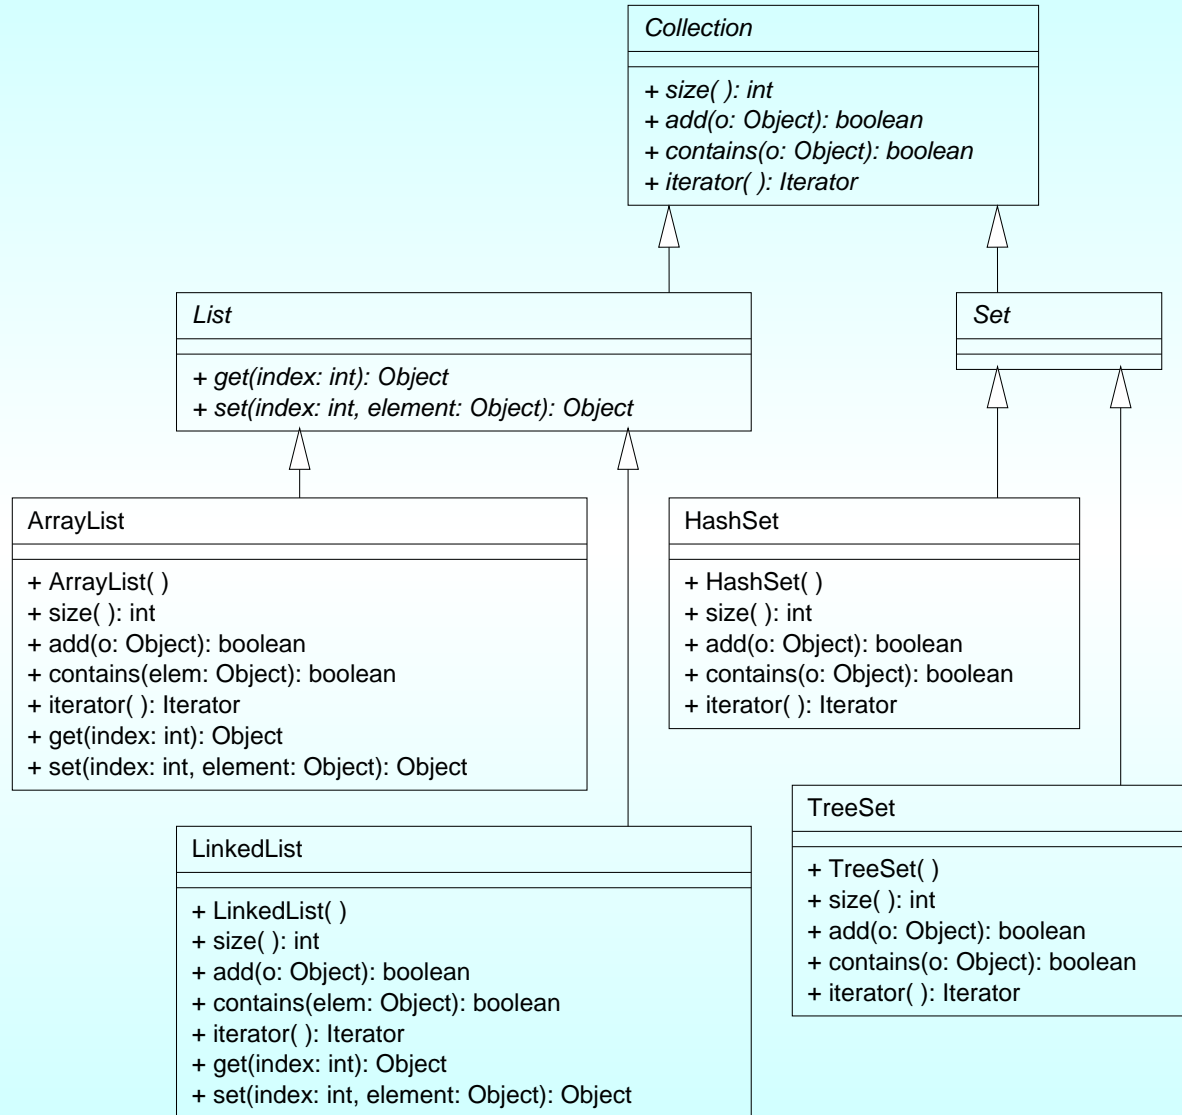 Collection
+ size( ): int
+ add(o: Object): boolean
+ contains(o: Object): boolean
+ iterator( ): Iterator
List
+ get(index: int): Object
+ set(index: int, element: Object): Object
Set
ArrayList
+ ArrayList( )
+ size( ): int
+ add(o: Object): boolean
+ contains(elem: Object): boolean
+ iterator( ): Iterator
+ get(index: int): Object
+ set(index: int, element: Object): Object
HashSet
+ HashSet( )
+ size( ): int
+ add(o: Object): boolean
+ contains(o: Object): boolean
+ iterator( ): Iterator
LinkedList
+ LinkedList( )
+ size( ): int
+ add(o: Object): boolean
+ contains(elem: Object): boolean
+ iterator( ): Iterator
+ get(index: int): Object
+ set(index: int, element: Object): Object
TreeSet
+ TreeSet( )
+ size( ): int
+ add(o: Object): boolean
+ contains(o: Object): boolean
+ iterator( ): Iterator